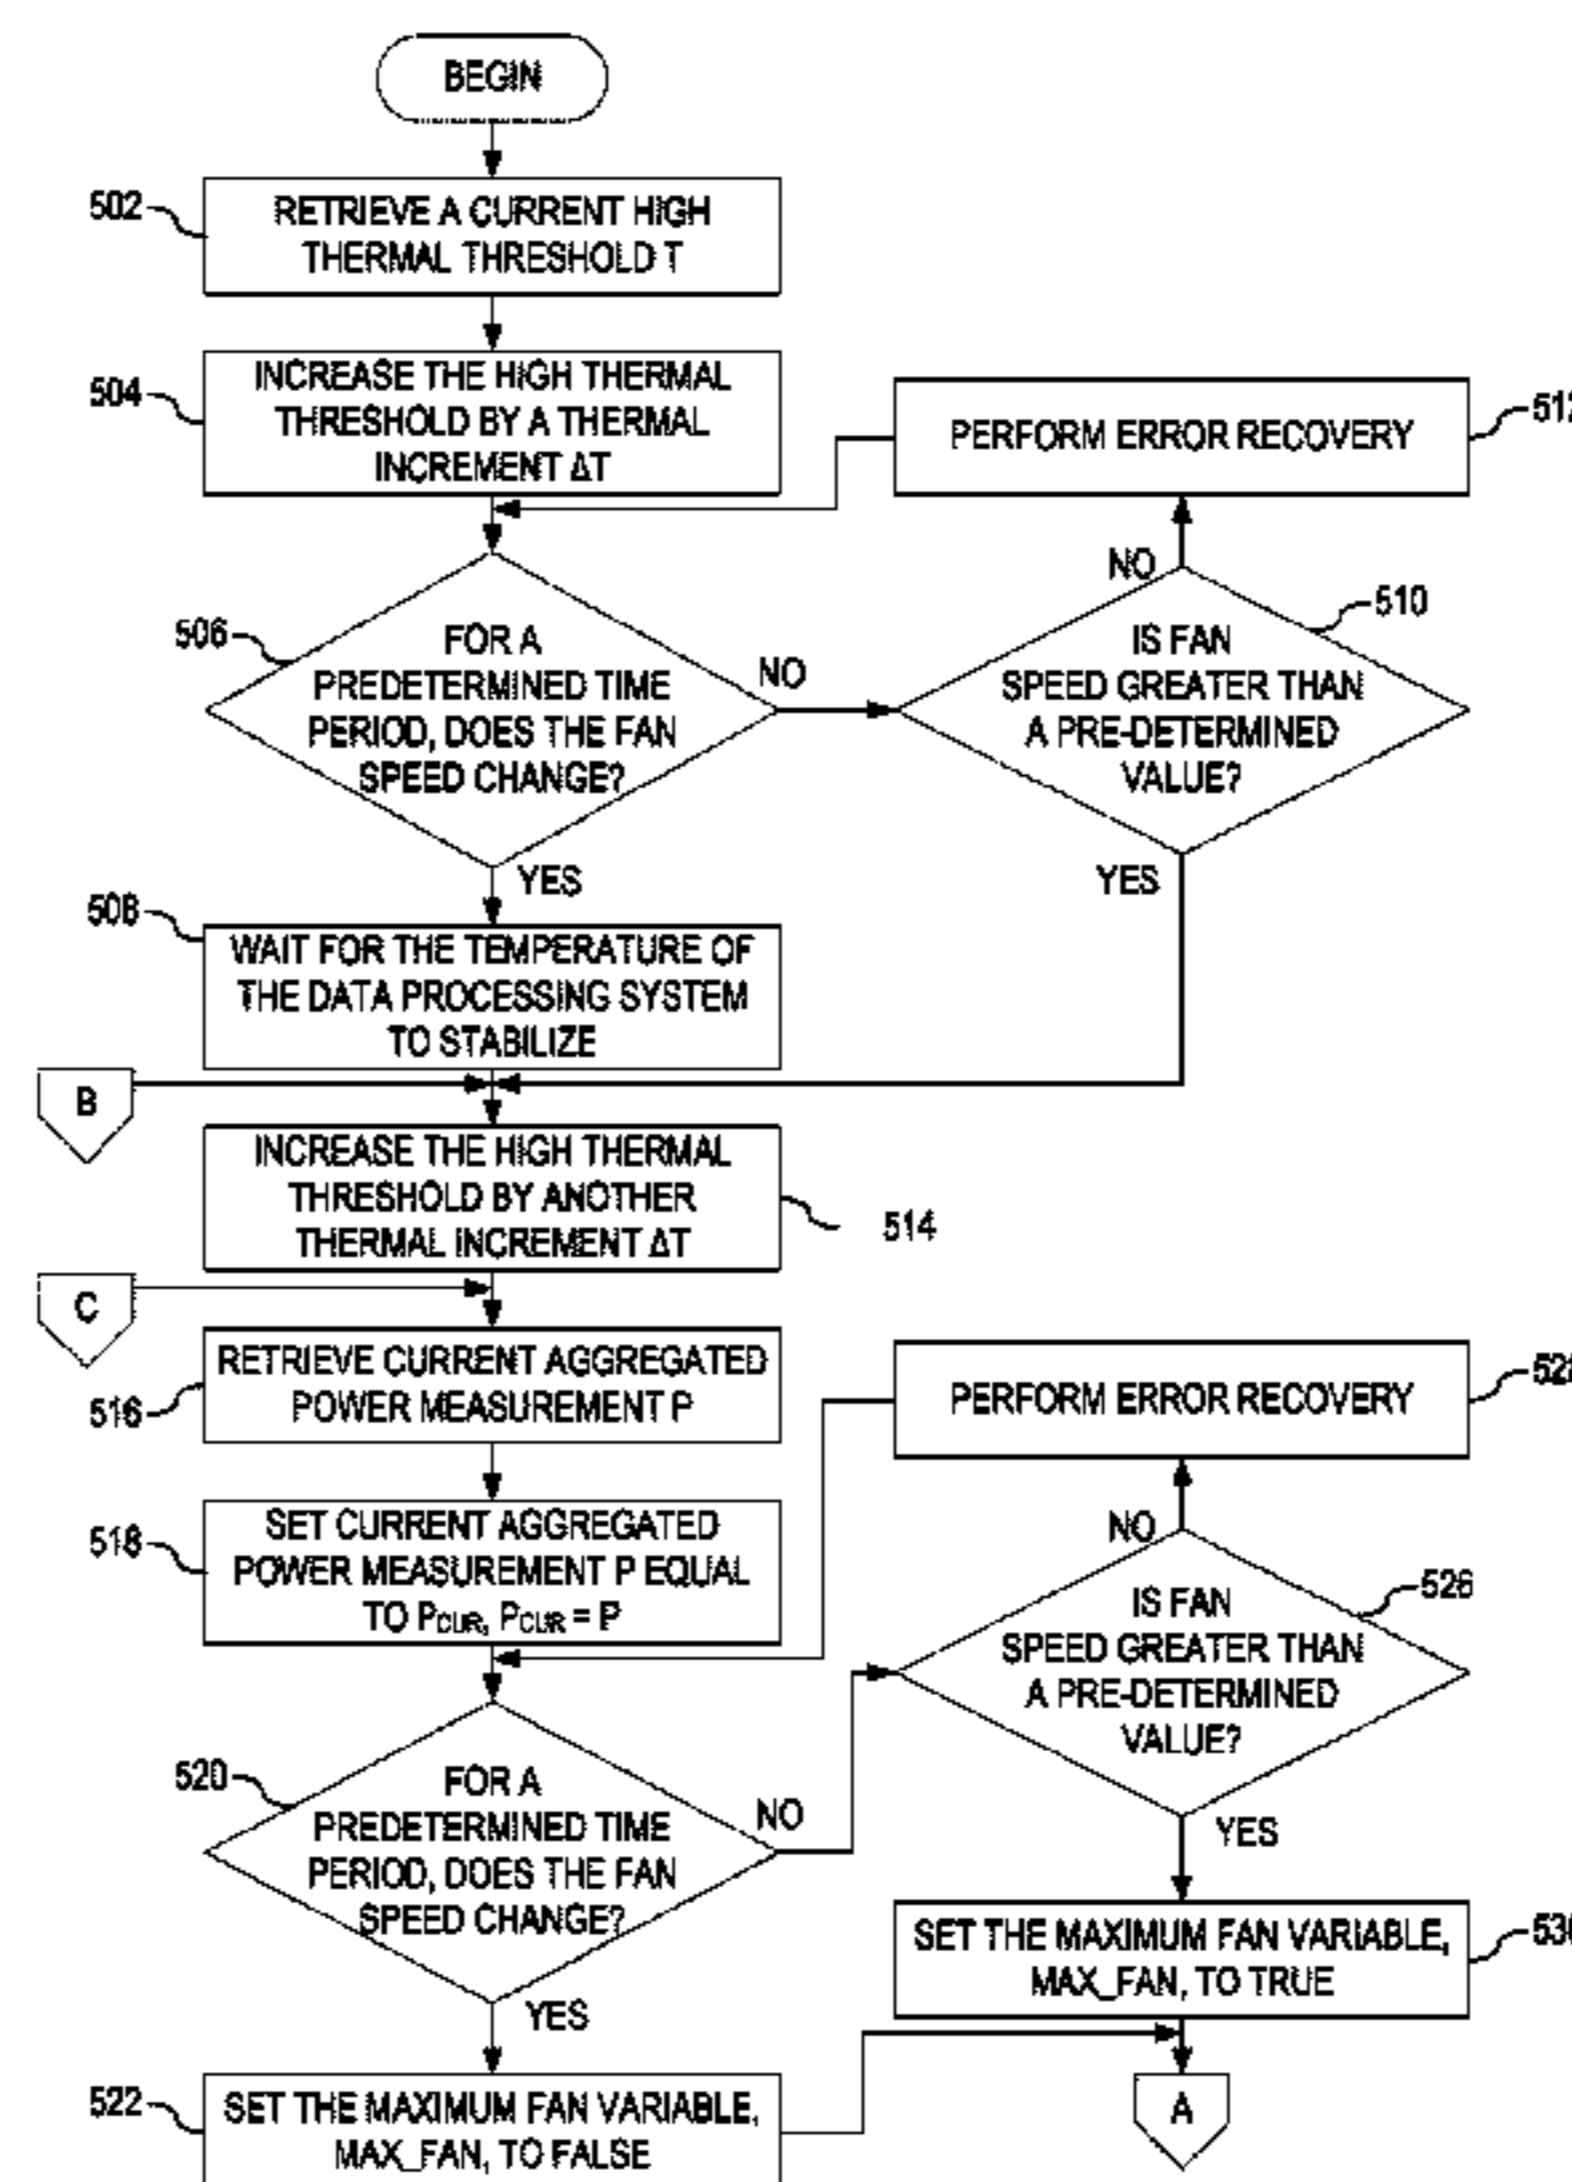 BEGIN
502
RETRIEVE A CURRENT HIGH
THERMAL THRESHOLD T
504
INCREASE THE HIGH THERMAL
THRESHOLD BY A THERMAL
INCREMENT ΔT
PERFORM ERROR RECOVERY
512
506
FOR A
PREDETERMINED TIME
PERIOD, DOES THE FAN
SPEED CHANGE?
NO
YES
NO
510
IS FAN
SPEED GREATER THAN
A PRE-DETERMINED
VALUE?
YES
508
WAIT FOR THE TEMPERATURE OF
THE DATA PROCESSING SYSTEM
TO STABILIZE
B
INCREASE THE HIGH THERMAL
THRESHOLD BY ANOTHER
THERMAL INCREMENT ΔT
514
C
516
RETRIEVE CURRENT AGGREGATED
POWER MEASUREMENT P
PERFORM ERROR RECOVERY
528
518
SET CURRENT AGGREGATED
POWER MEASUREMENT P EQUAL
TO PCUR, PCUR = P
NO
526
IS FAN
SPEED GREATER THAN
A PRE-DETERMINED
VALUE?
YES
520
FOR A
PREDETERMINED TIME
PERIOD, DOES THE FAN
SPEED CHANGE?
NO
YES
SET THE MAXIMUM FAN VARIABLE,
MAX_FAN, TO TRUE
530
522
SET THE MAXIMUM FAN VARIABLE,
MAX_FAN, TO FALSE
A